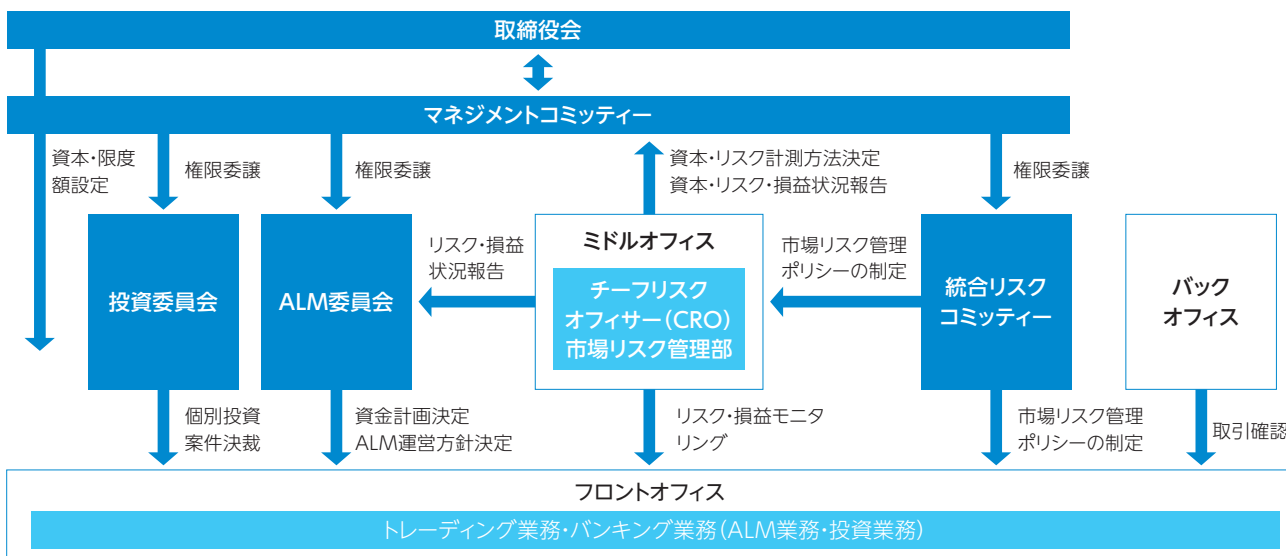 取締役会
マネジメントコミッティー
資本・限度
額設定
権限委譲
権限委譲
資本・リスク計測方法決定
資本・リスク・損益状況報告
権限委譲
投資委員会
ALM委員会
リスク・損益
状況報告
ミドルオフィス
チーフリスク
オフィサー(CRO)
市場リスク管理部
市場リスク管理
ポリシーの制定
統合リスク
コミッティー
バック
オフィス
個別投資
案件決裁
資金計画決定
ALM運営方針決定
リスク・損益モニタ
リング
市場リスク管理
ポリシーの制定
取引確認
フロントオフィス
トレーディング業務・バンキング業務(ALM業務・投資業務)